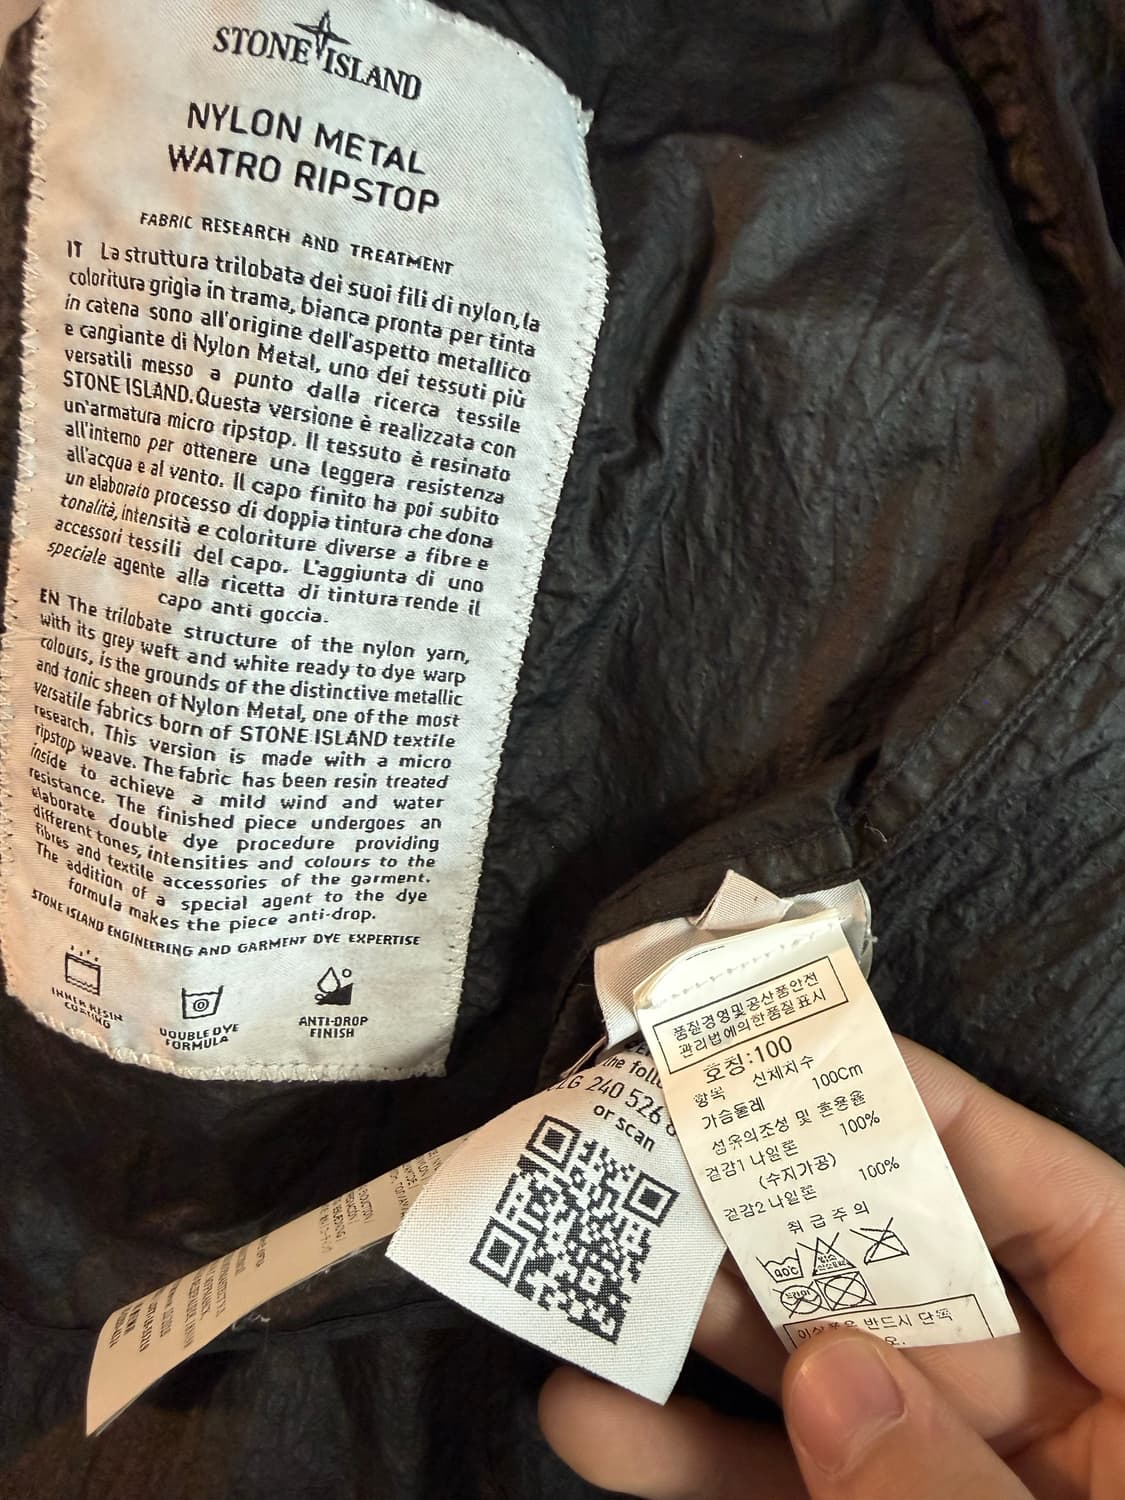 STONE ISLAND
NYLON METAL
WATRO RIPSTOP
FABRIC RESEARCH AND TREATMENT
IT La struttura trilobata dei suoi fili di nylon, la
coloritura grigia in trama, bianca pronta per tinta
in catena sono all'origine dell'aspetto metallico
e cangiante di Nylon Metal, uno dei tessuti più
versatili messo a punto dalla ricerca tessile
STONE ISLAND. Questa versione è realizzata con
un'armatura micro ripstop. Il tessuto è resinato
all'interno per ottenere una leggera resistenza
all'acqua e al vento. Il capo finito ha poi subito
un elaborato processo di doppia tintura che dona
tonalità, intensità e coloriture diverse a fibre e
accessori tessili del capo. L'aggiunta di uno
speciale agente alla ricetta di tintura rende il
capo anti goccia.
EN The trilobate structure of the nylon yarn,
with its grey weft and white ready to dye warp
colours, is the grounds of the distinctive metallic
and tonic sheen of Nylon Metal, one of the most
versatile fabrics born of STONE ISLAND textile
research. This version is made with a micro
ripstop weave. The fabric has been resin treated
inside to achieve a mild wind and water
resistance. The finished piece undergoes an
elaborate double dye procedure providing
different tones, intensities and colours to the
fibres and textile accessories of the garment.
The addition of a special agent to the dye
formula makes the piece anti-drop.
STONE ISLAND ENGINEERING AND GARMENT DYE EXPERTISE
INNER RESIN
COATING
DOUBLE DYE
FORMULA
ANTI-DROP
FINISH
the
LG 240 526
or scan
품질경영및공산품안전
관리법에의한품질표시
호칭:100
항목 신체치수
가슴둘레 100Cm
섬유의조성 및 혼용율
겉감1 나일론 100%
(수지가공)
겉감2 나일론 100%
취급주의
40℃
반드시 단독